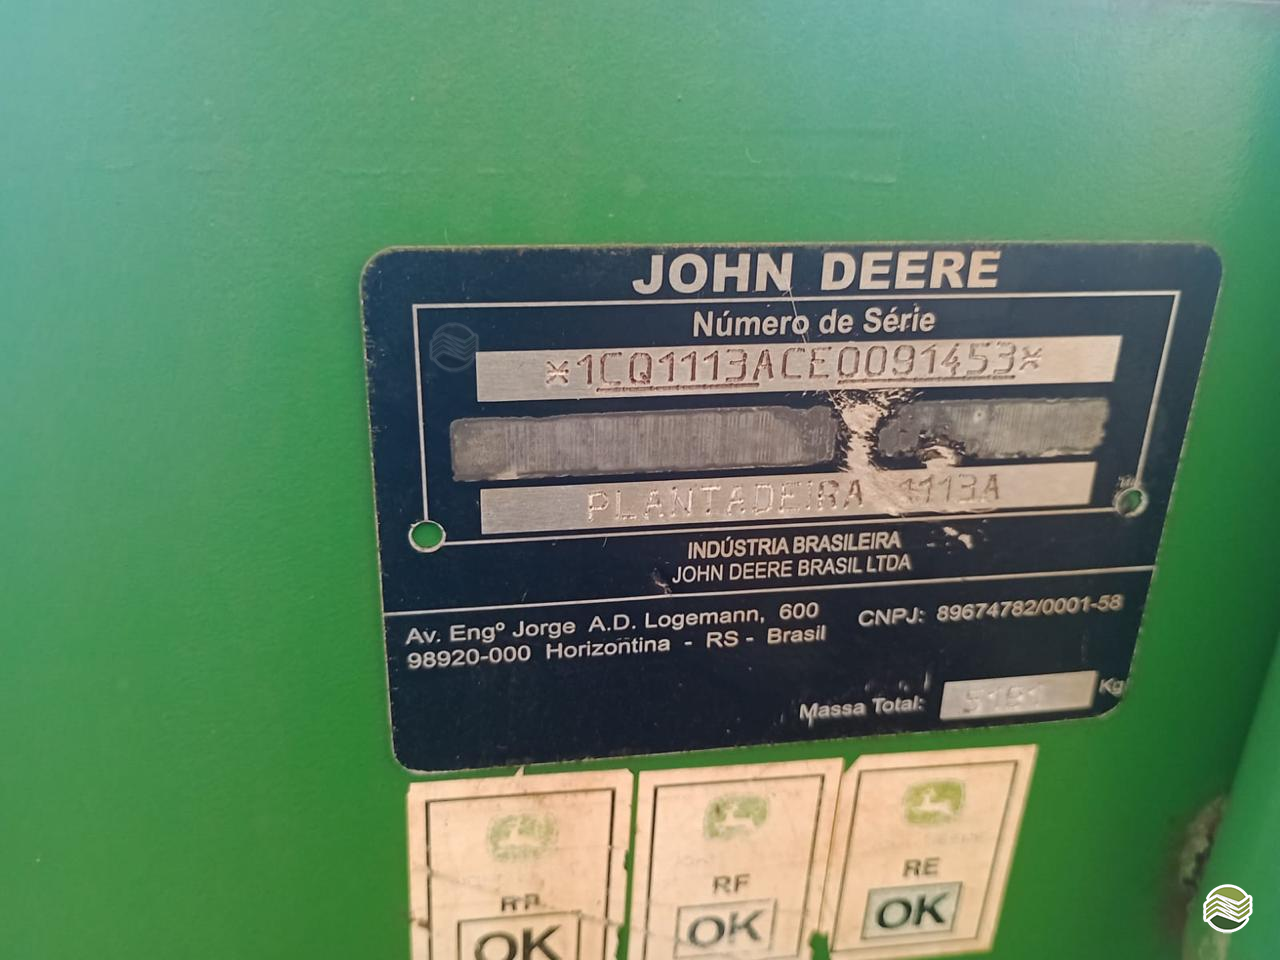 JOHN DEERE
Número de Série
*1CQ1113ACE0091453*
PLANTADEIRA 1113A
INDÚSTRIA BRASILEIRA
JOHN DEERE BRASIL LTDA
Av. Engº Jorge A.D. Logemann, 600 CNPJ: 89674782/0001-58
98920-000 Horizontina - RS - Brasil
Massa Total: Kg
RP RF RE
OK OK OK